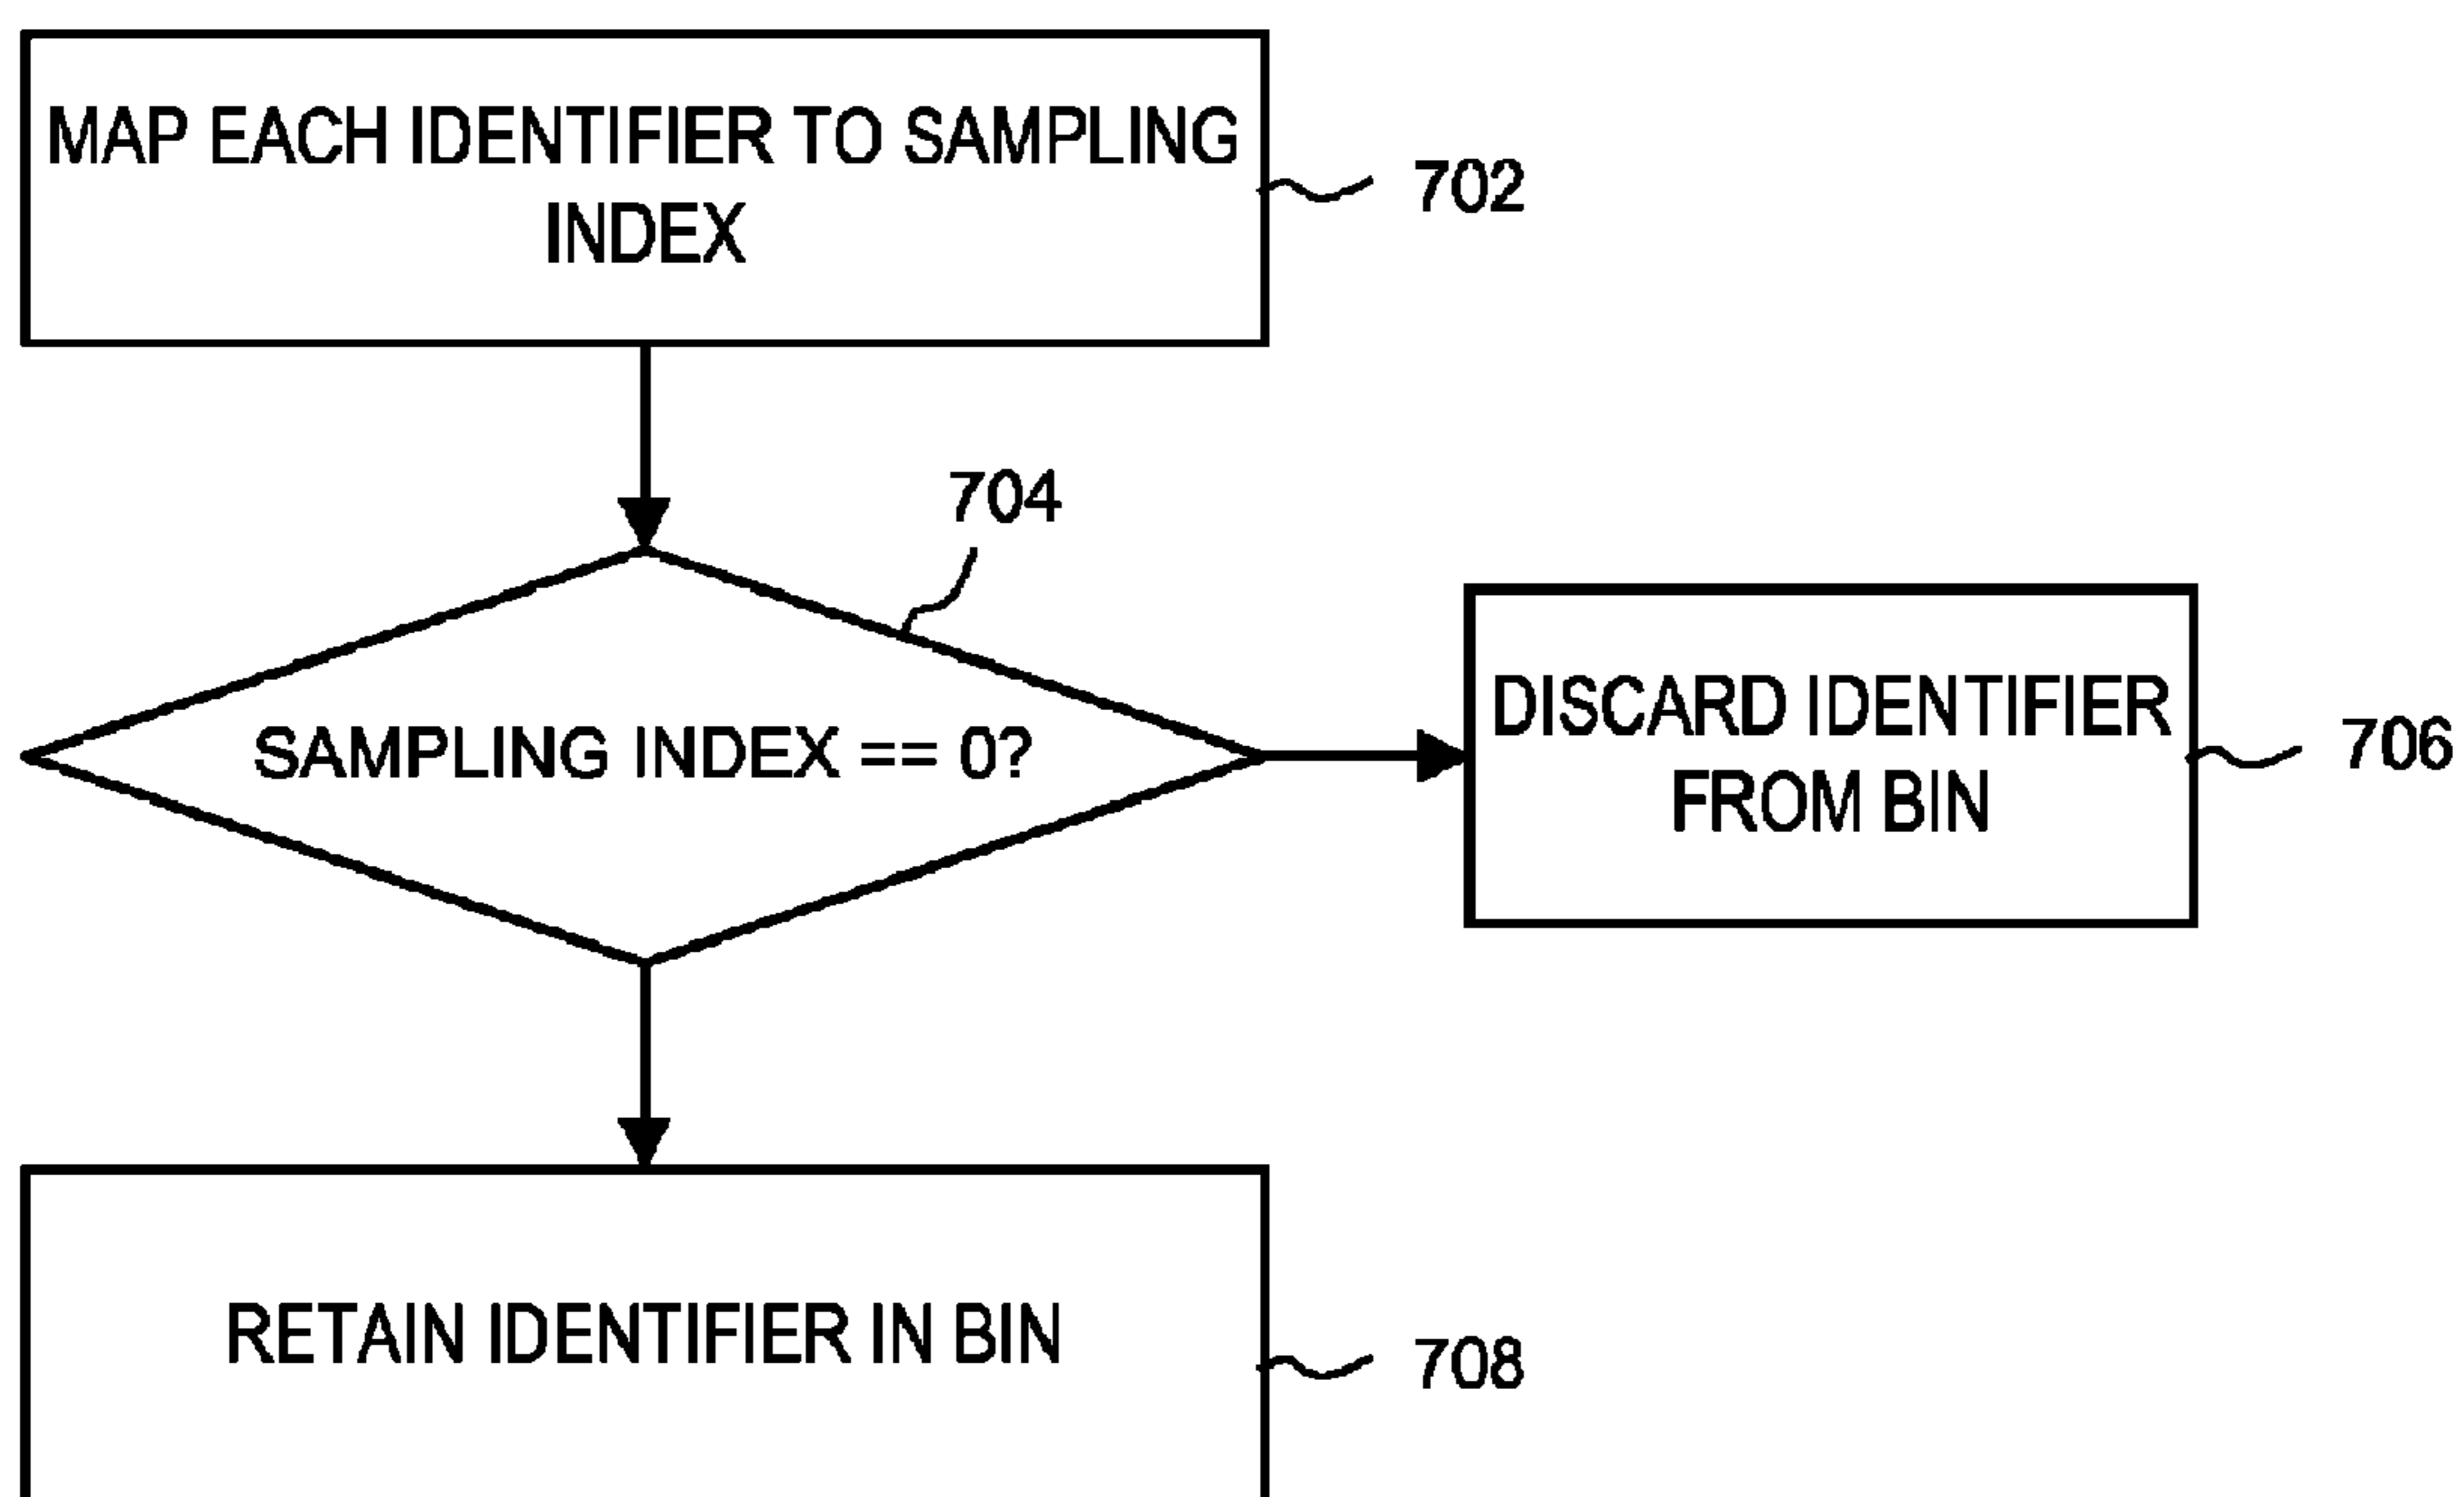 MAP EACH IDENTIFIER TO SAMPLING
INDEX
702
704
SAMPLING INDEX == 0?
DISCARD IDENTIFIER
FROM BIN
706
RETAIN IDENTIFIER IN BIN
708